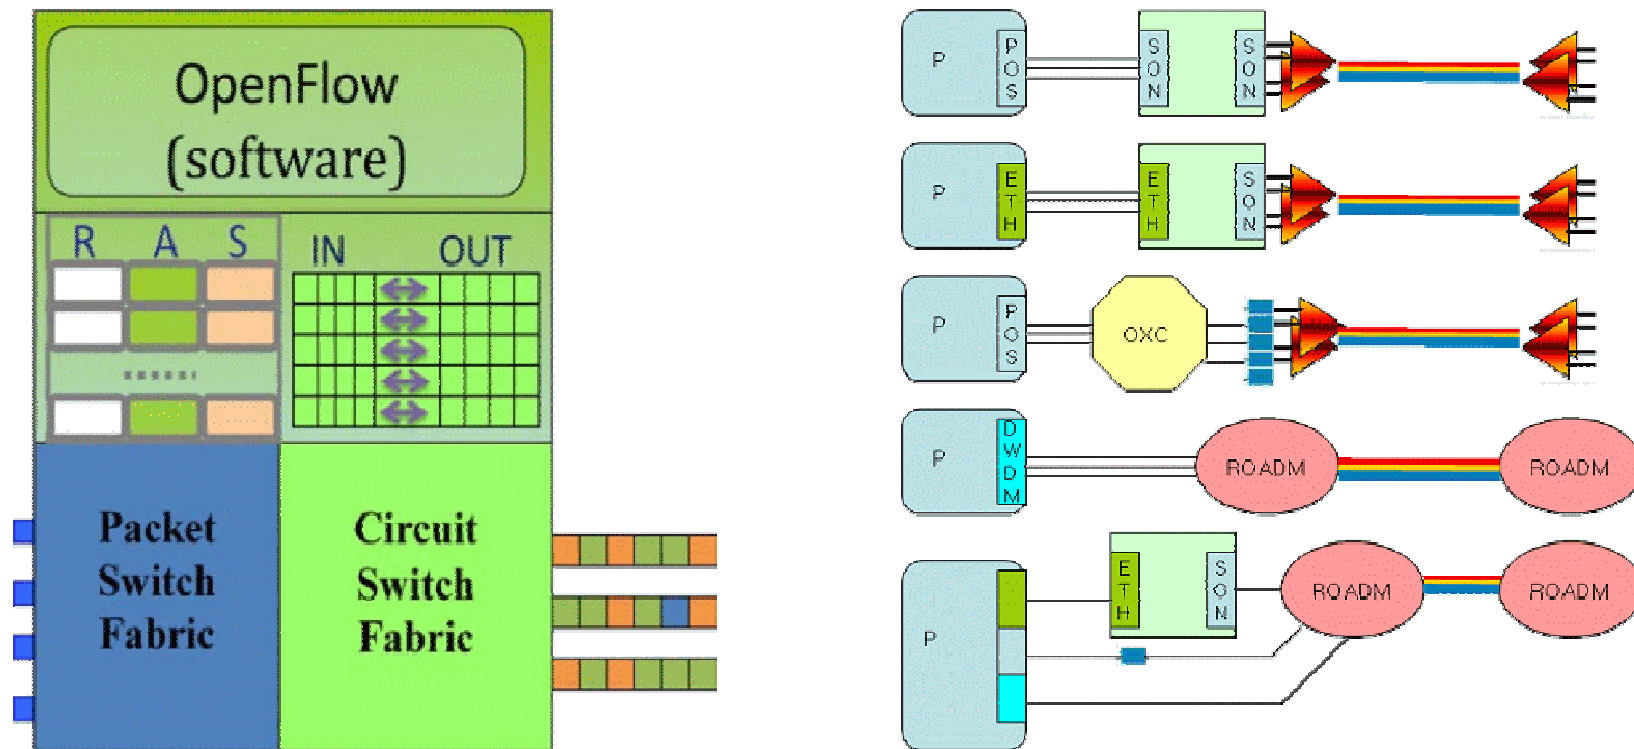 OpenFlow
(software)
R A S
IN OUT
Packet
Switch
Fabric
Circuit
Switch
Fabric
P
POS
SON
SON
P
ETH
ETH
SON
P
POS
OXC
P
DWDM
ROADM
ROADM
P
ETH
SON
ROADM
ROADM